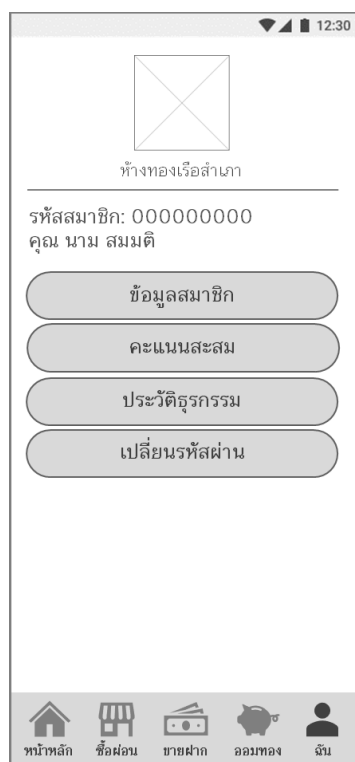 12:30
ห้างทองเรือสำเภา
รหัสสมาชิก: 000000000
คุณ นาม สมมติ
ข้อมูลสมาชิก
คะแนนสะสม
ประวัติธุรกรรม
เปลี่ยนรหัสผ่าน
หน้าหลัก ซื้อผ่อน ขายฝาก ออมทอง ฉัน